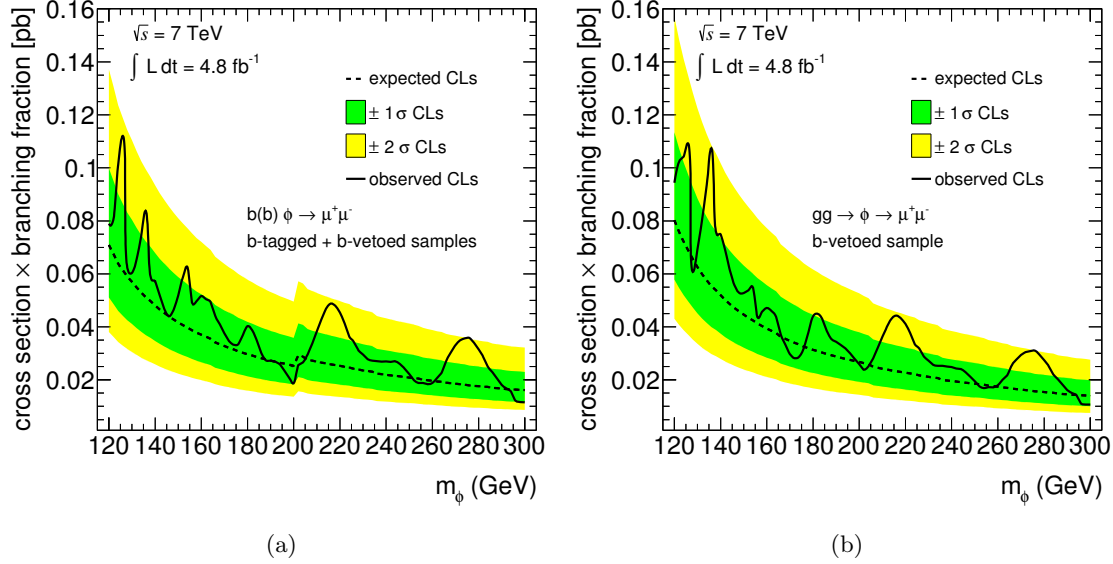 cross section × branching fraction [pb]
0.16
0.14
0.12
0.1
0.08
0.06
0.04
0.02
√s = 7 TeV
∫ L dt = 4.8 fb⁻¹
expected CLs
± 1 σ CLs
± 2 σ CLs
observed CLs
b(b) ϕ → μ⁺μ⁻
b-tagged + b-vetoed samples
120 140 160 180 200 220 240 260 280 300
m_ϕ (GeV)
(a)
cross section × branching fraction [pb]
0.16
0.14
0.12
0.1
0.08
0.06
0.04
0.02
√s = 7 TeV
∫ L dt = 4.8 fb⁻¹
expected CLs
± 1 σ CLs
± 2 σ CLs
observed CLs
gg → ϕ → μ⁺μ⁻
b-vetoed sample
120 140 160 180 200 220 240 260 280 300
m_ϕ (GeV)
(b)